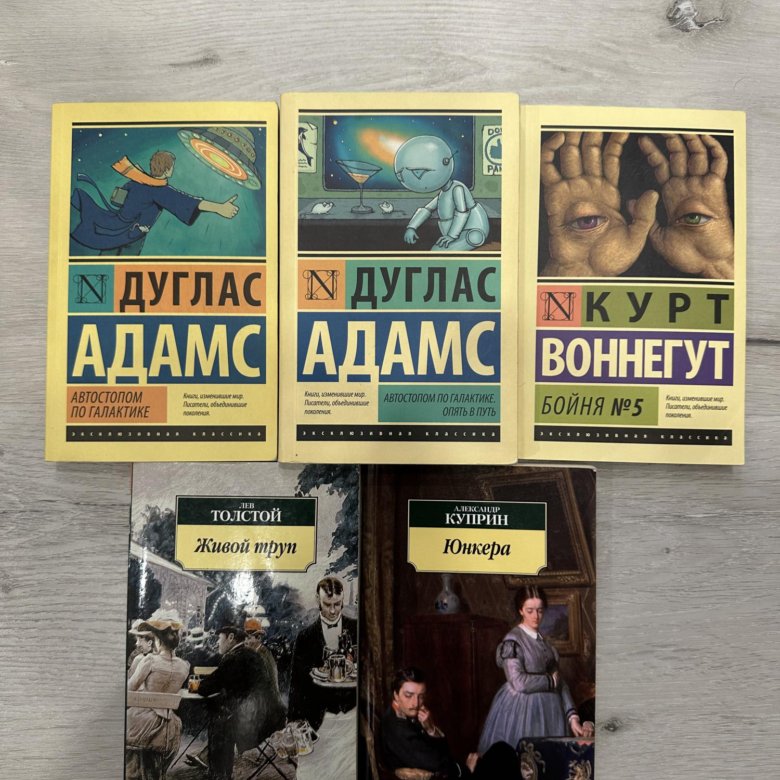 ДУГЛАС
АДАМС
АВТОСТОПОМ
ПО ГАЛАКТИКЕ
Книги, изменившие мир.
Писатели, объединившие
поколения.
ЭКСКЛЮЗИВНАЯ КЛАССИКА
ДУГЛАС
АДАМС
АВТОСТОПОМ ПО ГАЛАКТИКЕ.
ОПЯТЬ В ПУТЬ
Книги, изменившие мир.
Писатели, объединившие
поколения.
ЭКСКЛЮЗИВНАЯ КЛАССИКА
КУРТ
ВОННЕГУТ
БОЙНЯ №5
Книги, изменившие мир.
Писатели, объединившие
поколения.
ЭКСКЛЮЗИВНАЯ КЛАССИКА
ЛЕВ
ТОЛСТОЙ
Живой труп
АЛЕКСАНДР
КУПРИН
Юнкера